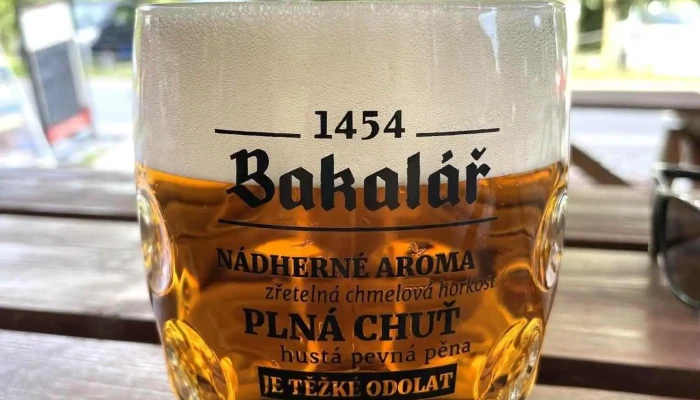 1454
Bakalář
NÁDHERNÉ AROMA
zřetelná chmelová hořkost
PLNÁ CHUŤ
hustá pevná pěna
JE TĚŽKÉ ODOLAT